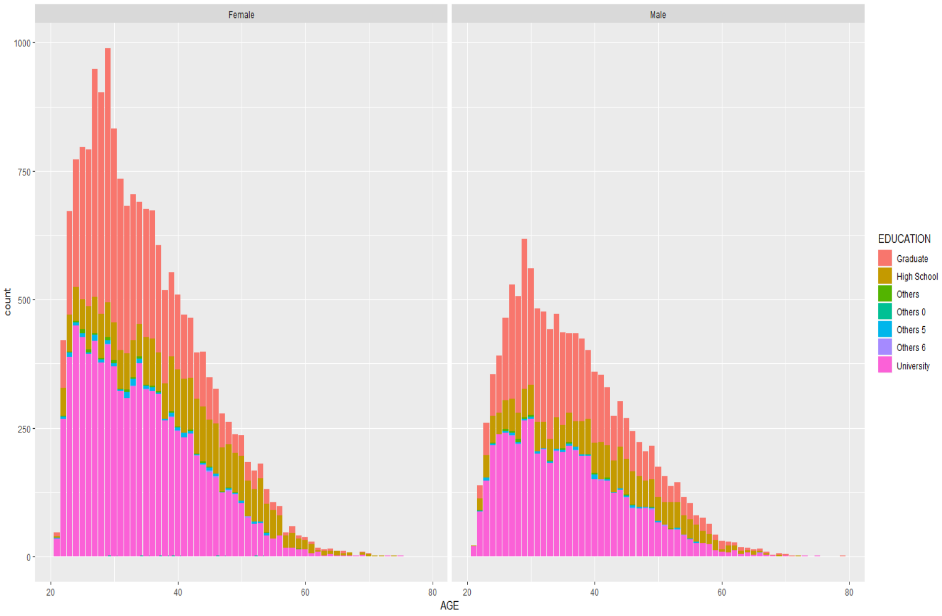 Female Male
1000
750
500
250
0
count
20 40 60 80 20 40 60 80
AGE
EDUCATION
Graduate
High School
Others
Others 0
Others 5
Others 6
University